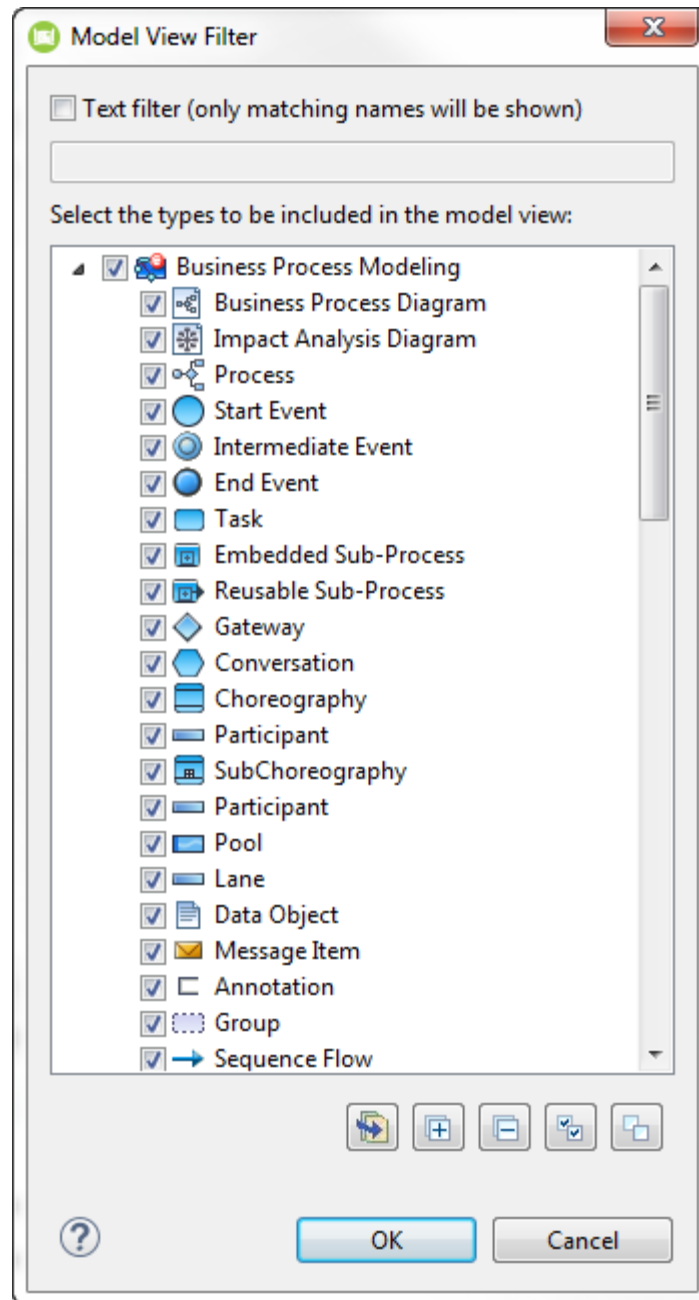 Model View Filter
Text filter (only matching names will be shown)
Select the types to be included in the model view:
Business Process Modeling
Business Process Diagram
Impact Analysis Diagram
Process
Start Event
Intermediate Event
End Event
Task
Embedded Sub-Process
Reusable Sub-Process
Gateway
Conversation
Choreography
Participant
SubChoreography
Participant
Pool
Lane
Data Object
Message Item
Annotation
Group
Sequence Flow
OK Cancel